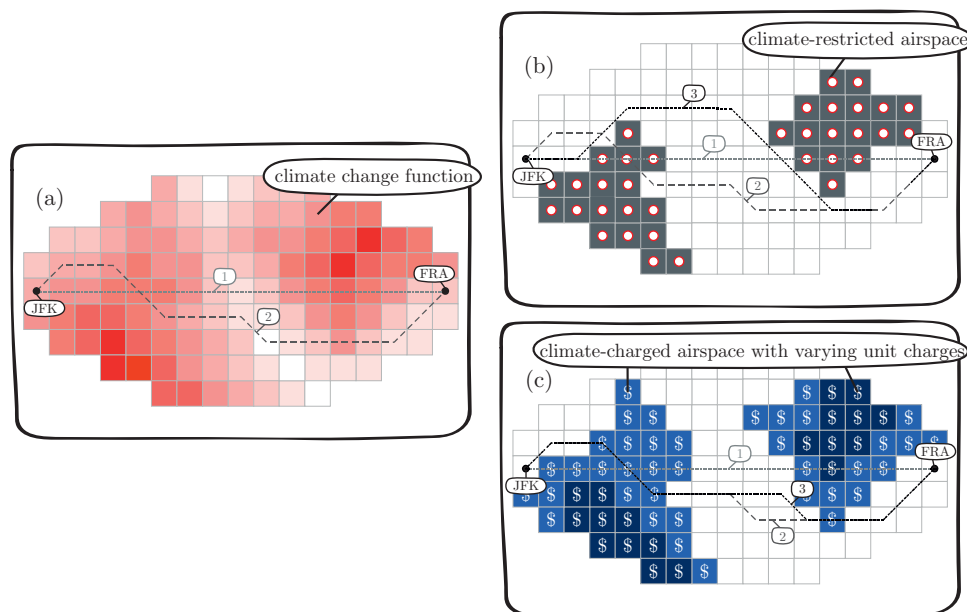 (a)
climate change function
1
2
JFK
FRA
(b)
climate-restricted airspace
3
1
2
JFK
FRA
(c)
climate-charged airspace with varying unit charges
$ $ $ $
$ $ $ $ $ $ $ $ $
$ $ $ $ $ $ $ $ $ $ $
1
FRA
$ $ $ $ $ $ $ $ $ $
JFK
$ $ $ $ $ $ $ $ $
3
$ $ $ $ $ $ $
2
$ $ $ $
$ $ $